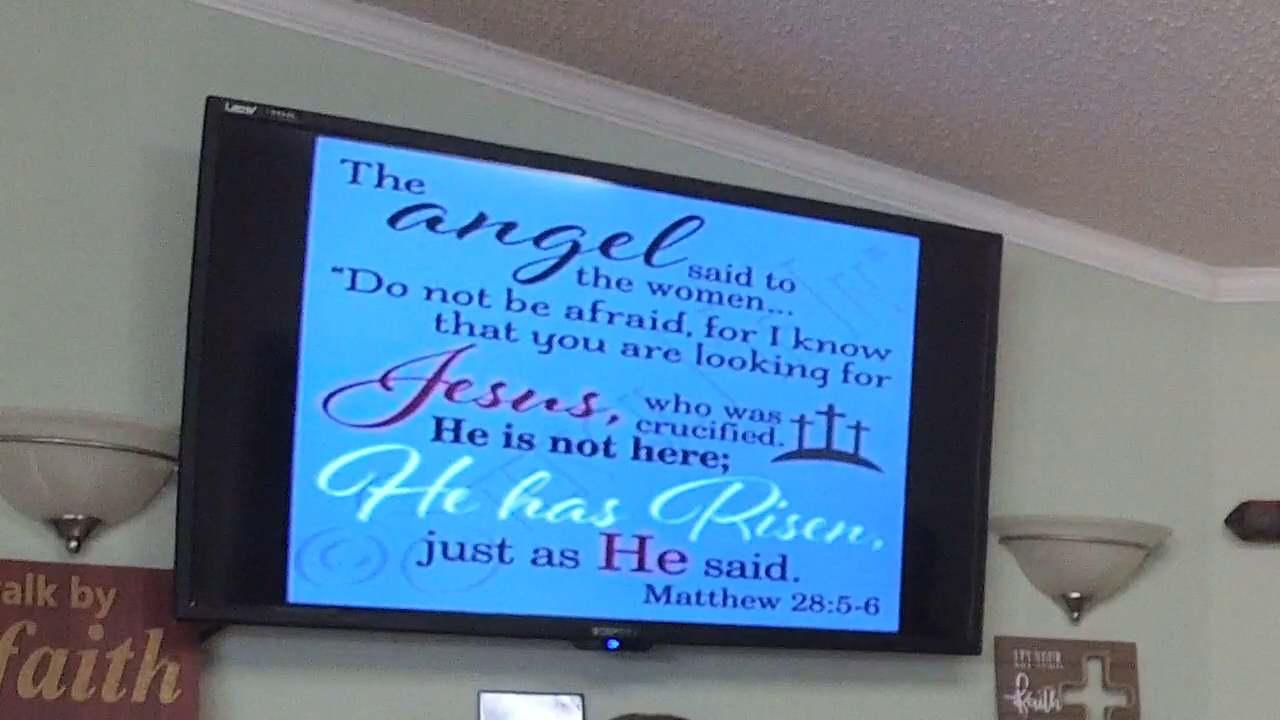 The
angel said to
the women...
"Do not be afraid, for I know
that you are looking for
Jesus, who was
crucified.
He is not here;
He has Risen,
just as He said.
Matthew 28:5-6
alk by
faith
faith